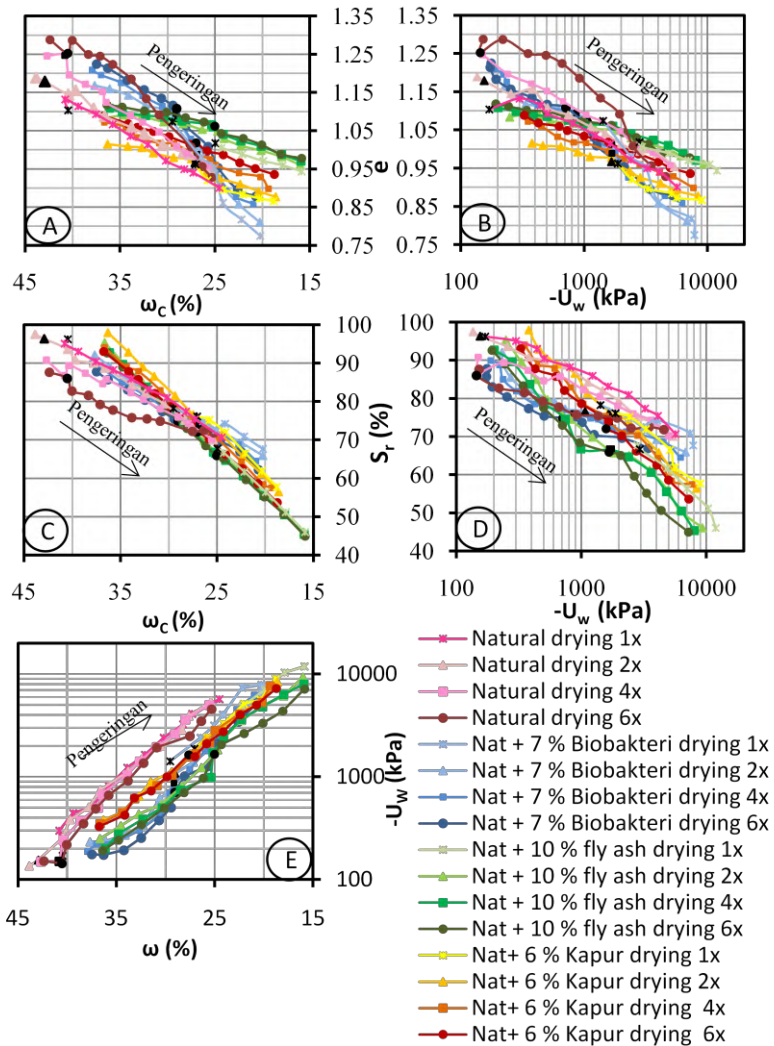 1.35
1.25
1.15
1.05
0.95
0.85
0.75
e
Pengeringan
A
45 35 25 15
ωc (%)
1.35
1.25
1.15
1.05
0.95
0.85
0.75
Pengeringan
B
100 1000 10000
-Uw (kPa)
100
90
80
70
60
50
40
Sr (%)
Pengeringan
C
45 35 25 15
ωc (%)
100
90
80
70
60
50
40
Pengeringan
D
100 1000 10000
-Uw (kPa)
10000
1000
100
-Uw (kPa)
Pengeringan
E
45 35 25 15
ω (%)
Natural drying 1x
Natural drying 2x
Natural drying 4x
Natural drying 6x
Nat + 7 % Biobakteri drying 1x
Nat + 7 % Biobakteri drying 2x
Nat + 7 % Biobakteri drying 4x
Nat + 7 % Biobakteri drying 6x
Nat + 10 % fly ash drying 1x
Nat + 10 % fly ash drying 2x
Nat + 10 % fly ash drying 4x
Nat + 10 % fly ash drying 6x
Nat+ 6 % Kapur drying 1x
Nat+ 6 % Kapur drying 2x
Nat+ 6 % Kapur drying 4x
Nat+ 6 % Kapur drying 6x